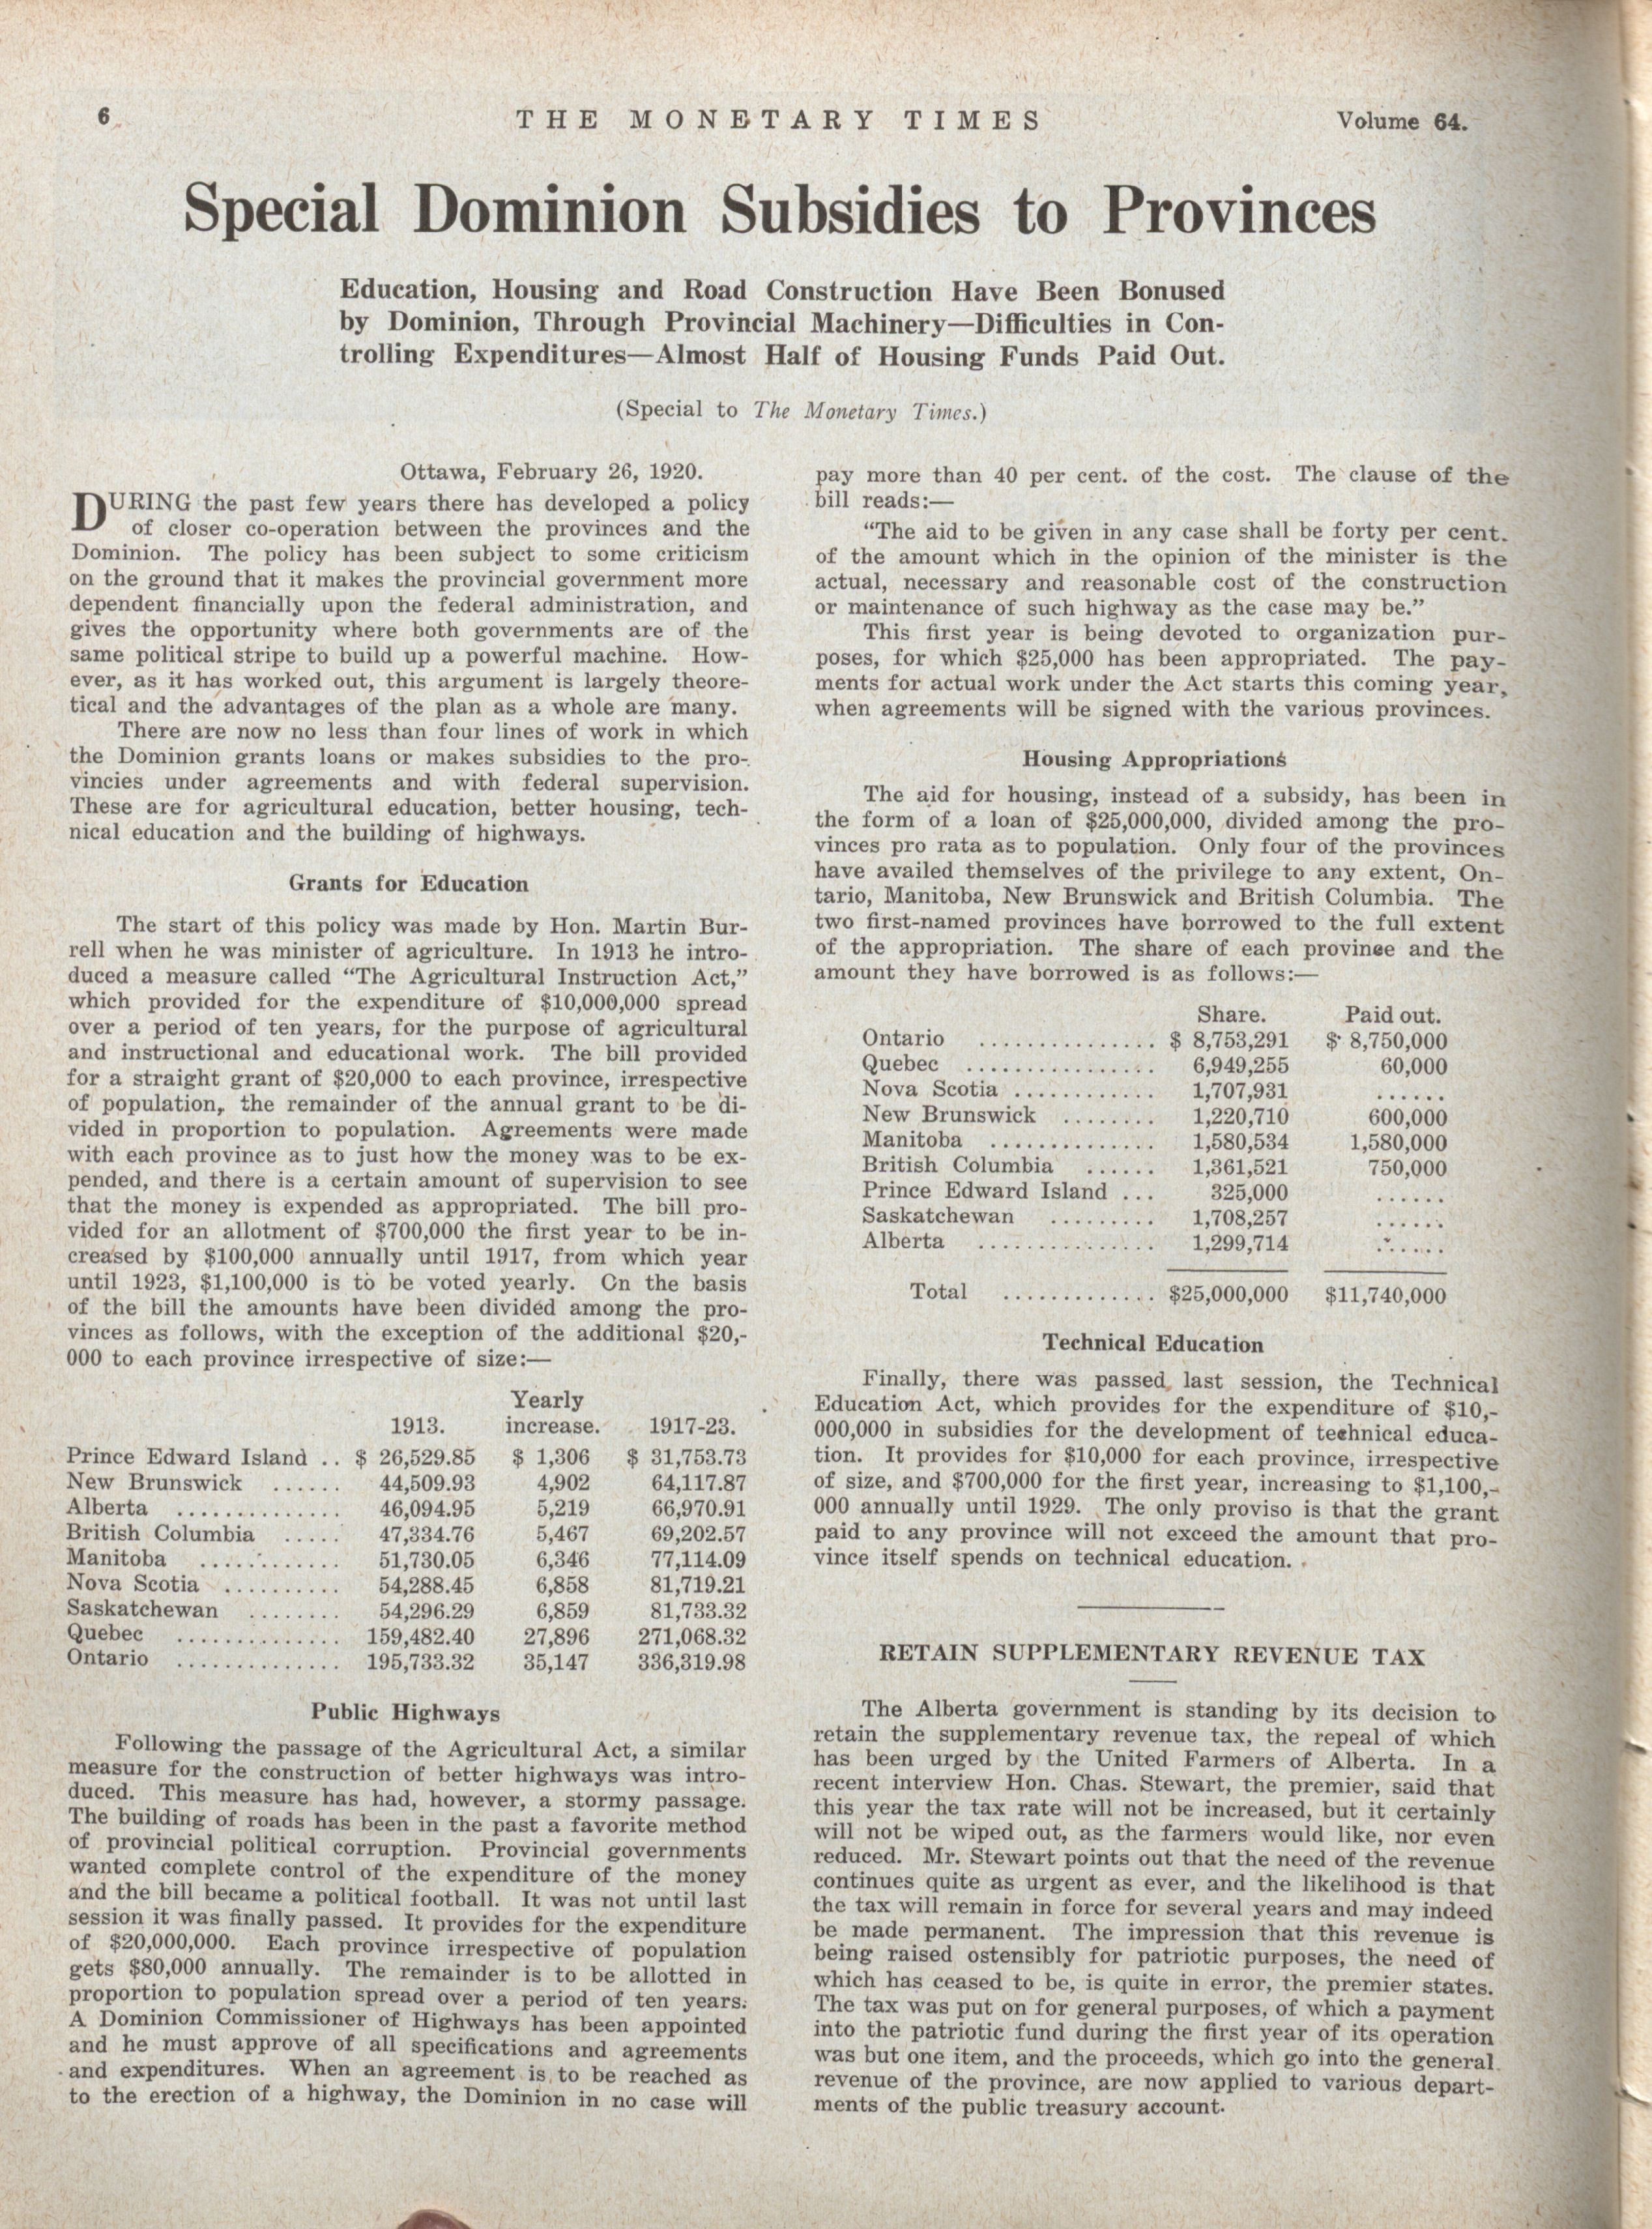 6
THE MONETARY TIMES
Volume 64.
Special Dominion Subsidies to Provinces
Education, Housing and Road Construction Have Been Bonused
by Dominion, Through Provincial Machinery—Difficulties in Con-
trolling Expenditures—Almost Half of Housing Funds Paid Out.
(Special to The Monetary Times.)
Ottawa, February 26, 1920.
DURING the past few years there has developed a policy
of closer co-operation between the provinces and the
Dominion. The policy has been subject to some criticism
on the ground that it makes the provincial government more
dependent financially upon the federal administration, and
gives the opportunity where both governments are of the
same political stripe to build up a powerful machine. How-
ever, as it has worked out, this argument is largely theore-
tical and the advantages of the plan as a whole are many.
There are now no less than four lines of work in which
the Dominion grants loans or makes subsidies to the pro-
vincies under agreements and with federal supervision.
These are for agricultural education, better housing, tech-
nical education and the building of highways.
Grants for Education
The start of this policy was made by Hon. Martin Bur-
rell when he was minister of agriculture. In 1913 he intro-
duced a measure called “The Agricultural Instruction Act,”
which provided for the expenditure of $10,000,000 spread
over a period of ten years, for the purpose of agricultural
and instructional and educational work. The bill provided
for a straight grant of $20,000 to each province, irrespective
of population, the remainder of the annual grant to be di-
vided in proportion to population. Agreements were made
with each province as to just how the money was to be ex-
pended, and there is a certain amount of supervision to see
that the money is expended as appropriated. The bill pro-
vided for an allotment of $700,000 the first year to be in-
creased by $100,000 annually until 1917, from which year
until 1923, $1,100,000 is to be voted yearly. On the basis
of the bill the amounts have been divided among the pro-
vinces as follows, with the exception of the additional $20,-
000 to each province irrespective of size:—
Yearly
1913. increase. 1917-23.
Prince Edward Island .. $ 26,529.85 $ 1,306 $ 31,753.73
New Brunswick ...... 44,509.93 4,902 64,117.87
Alberta .............. 46,094.95 5,219 66,970.91
British Columbia ..... 47,334.76 5,467 69,202.57
Manitoba ............ 51,730.05 6,346 77,114.09
Nova Scotia .......... 54,288.45 6,858 81,719.21
Saskatchewan ........ 54,296.29 6,859 81,733.32
Quebec .............. 159,482.40 27,896 271,068.32
Ontario .............. 195,733.32 35,147 336,319.98
Public Highways
Following the passage of the Agricultural Act, a similar
measure for the construction of better highways was intro-
duced. This measure has had, however, a stormy passage.
The building of roads has been in the past a favorite method
of provincial political corruption. Provincial governments
wanted complete control of the expenditure of the money
and the bill became a political football. It was not until last
session it was finally passed. It provides for the expenditure
of $20,000,000. Each province irrespective of population
gets $80,000 annually. The remainder is to be allotted in
proportion to population spread over a period of ten years.
A Dominion Commissioner of Highways has been appointed
and he must approve of all specifications and agreements
and expenditures. When an agreement is to be reached as
to the erection of a highway, the Dominion in no case will
pay more than 40 per cent. of the cost. The clause of the
bill reads:—
“The aid to be given in any case shall be forty per cent.
of the amount which in the opinion of the minister is the
actual, necessary and reasonable cost of the construction
or maintenance of such highway as the case may be.”
This first year is being devoted to organization pur-
poses, for which $25,000 has been appropriated. The pay-
ments for actual work under the Act starts this coming year,
when agreements will be signed with the various provinces.
Housing Appropriations
The aid for housing, instead of a subsidy, has been in
the form of a loan of $25,000,000, divided among the pro-
vinces pro rata as to population. Only four of the provinces
have availed themselves of the privilege to any extent, On-
tario, Manitoba, New Brunswick and British Columbia. The
two first-named provinces have borrowed to the full extent
of the appropriation. The share of each province and the
amount they have borrowed is as follows:—
Share. Paid out.
Ontario ............... $ 8,753,291 $ 8,750,000
Quebec ................ 6,949,255 60,000
Nova Scotia ............ 1,707,931 ......
New Brunswick ........ 1,220,710 600,000
Manitoba .............. 1,580,534 1,580,000
British Columbia ...... 1,361,521 750,000
Prince Edward Island ... 325,000 ......
Saskatchewan ......... 1,708,257 ......
Alberta ............... 1,299,714 ......
Total ............. $25,000,000 $11,740,000
Technical Education
Finally, there was passed last session, the Technical
Education Act, which provides for the expenditure of $10,-
000,000 in subsidies for the development of technical educa-
tion. It provides for $10,000 for each province, irrespective
of size, and $700,000 for the first year, increasing to $1,100,-
000 annually until 1929. The only proviso is that the grant
paid to any province will not exceed the amount that pro-
vince itself spends on technical education.
RETAIN SUPPLEMENTARY REVENUE TAX
The Alberta government is standing by its decision to
retain the supplementary revenue tax, the repeal of which
has been urged by the United Farmers of Alberta. In a
recent interview Hon. Chas. Stewart, the premier, said that
this year the tax rate will not be increased, but it certainly
will not be wiped out, as the farmers would like, nor even
reduced. Mr. Stewart points out that the need of the revenue
continues quite as urgent as ever, and the likelihood is that
the tax will remain in force for several years and may indeed
be made permanent. The impression that this revenue is
being raised ostensibly for patriotic purposes, the need of
which has ceased to be, is quite in error, the premier states.
The tax was put on for general purposes, of which a payment
into the patriotic fund during the first year of its operation
was but one item, and the proceeds, which go into the general
revenue of the province, are now applied to various depart-
ments of the public treasury account.